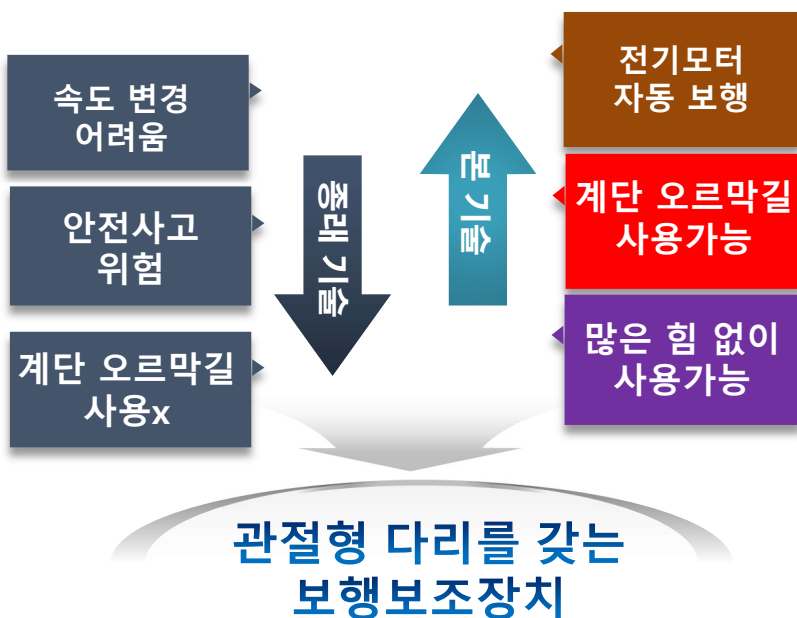 속도 변경
어려움
안전사고
위험
계단 오르막길
사용x
종래 기술
본 기술
전기모터
자동 보행
계단 오르막길
사용가능
많은 힘 없이
사용가능
관절형 다리를 갖는
보행보조장치